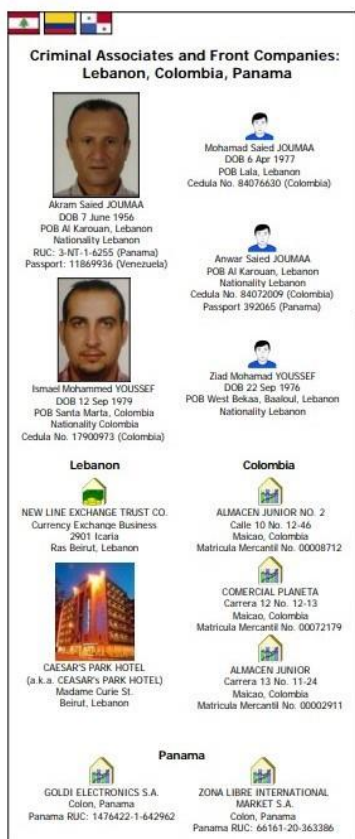 Criminal Associates and Front Companies:
Lebanon, Colombia, Panama
Akram Saied JOUMAA
DOB 7 June 1956
POB Al Karouan, Lebanon
Nationality Lebanon
RUC: 3-NT-1-6255 (Panama)
Passport: 11869936 (Venezuela)
Mohamad Saied JOUMAA
DOB 6 Apr 1977
POB Lala, Lebanon
Cedula No. 84076630 (Colombia)
Anwar Saied JOUMAA
POB Al Karouan, Lebanon
Nationality Lebanon
Cedula No. 84072009 (Colombia)
Passport 392065 (Panama)
Ismael Mohammed YOUSSEF
DOB 12 Sep 1979
POB Santa Marta, Colombia
Nationality Colombia
Cedula No. 17900973 (Colombia)
Ziad Mohamad YOUSSEF
DOB 22 Sep 1976
POB West Bekaa, Baaloul, Lebanon
Nationality Lebanon
Lebanon
NEW LINE EXCHANGE TRUST CO.
Currency Exchange Business
2901 Icaria
Ras Beirut, Lebanon
CAESAR'S PARK HOTEL
(a.k.a. CEASAR's PARK HOTEL)
Madame Curie St.
Beirut, Lebanon
Colombia
ALMACEN JUNIOR NO. 2
Calle 10 No. 12-46
Maicao, Colombia
Matricula Mercantil No. 00008712
COMERCIAL PLANETA
Carrera 12 No. 12-13
Maicao, Colombia
Matricula Mercantil No. 00072179
ALMACEN JUNIOR
Carrera 13 No. 11-24
Maicao, Colombia
Matricula Mercantil No. 00002911
Panama
GOLDI ELECTRONICS S.A.
Colon, Panama
Panama RUC: 1476422-1-642962
ZONA LIBRE INTERNATIONAL
MARKET S.A.
Colon, Panama
Panama RUC: 66161-20-363386